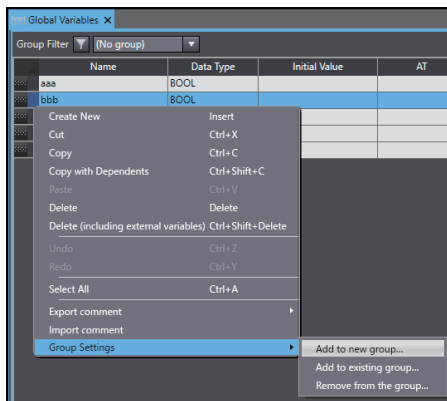 Global Variables
Group Filter (No group)
Name Data Type Initial Value AT
aaa BOOL
bbb BOOL
Create New Insert
Cut Ctrl+X
Copy Ctrl+C
Copy with Dependents Ctrl+Shift+C
Paste Ctrl+V
Delete Delete
Delete (including external variables) Ctrl+Shift+Delete
Undo Ctrl+Z
Redo Ctrl+Y
Select All Ctrl+A
Export comment
Import comment
Group Settings
Add to new group...
Add to existing group...
Remove from the group...